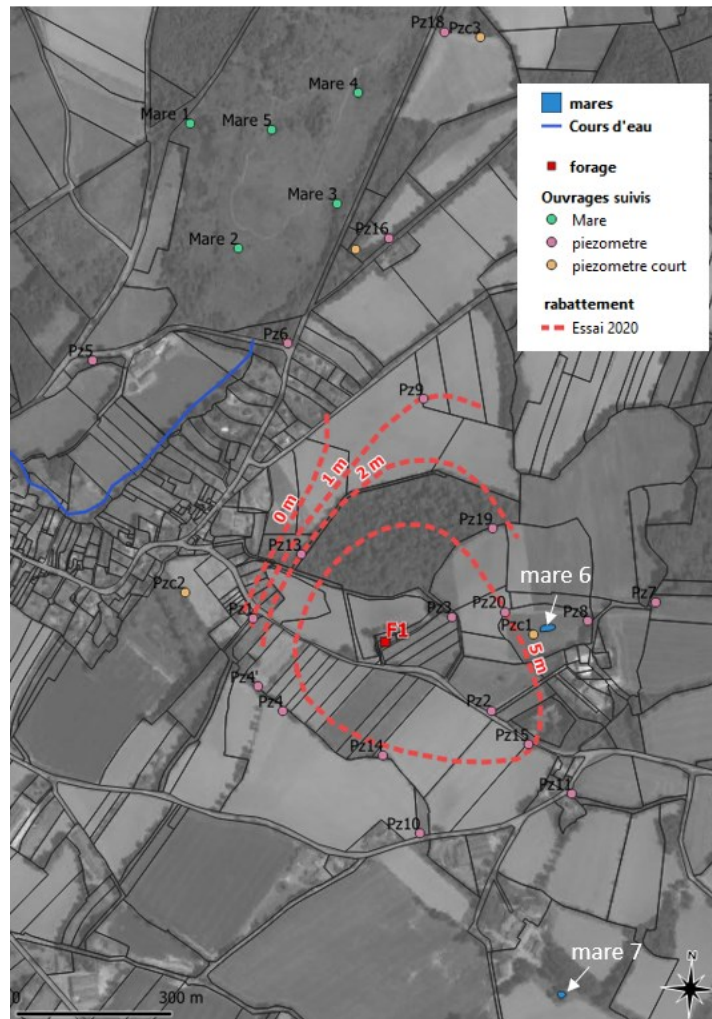 Pz18
Pzc3
Mare 4
Mare 1
Mare 5
mares
Cours d'eau
forage
Ouvrages suivis
Mare
piezometre
piezometre court
rabattement
Essai 2020
Mare 3
Mare 2
Pz16
Pz6
Pz5
Pz9
0 m
1 m
2 m
Pz13
Pz19
mare 6
Pzc2
Pz1
Pz3
Pz20
Pz8
Pz7
Pzc1
F1
5 m
Pz4'
Pz4
Pz2
Pz14
Pz15
Pz11
Pz10
mare 7
N
0
300 m